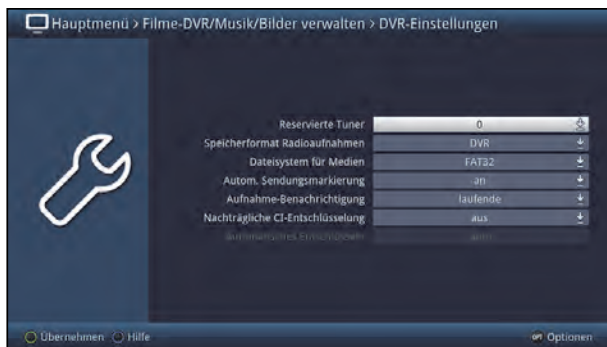 Hauptmenü > Filme-DVR/Musik/Bilder verwalten > DVR-Einstellungen
Reservierte Tuner 0
Speicherformat Radioaufnahmen DVR
Dateisystem für Medien FAT32
Autom. Sendungsmarkierung an
Aufnahme-Benachrichtigung laufende
Nachträgliche CI-Entschlüsselung aus
Übernehmen Hilfe OPT Optionen